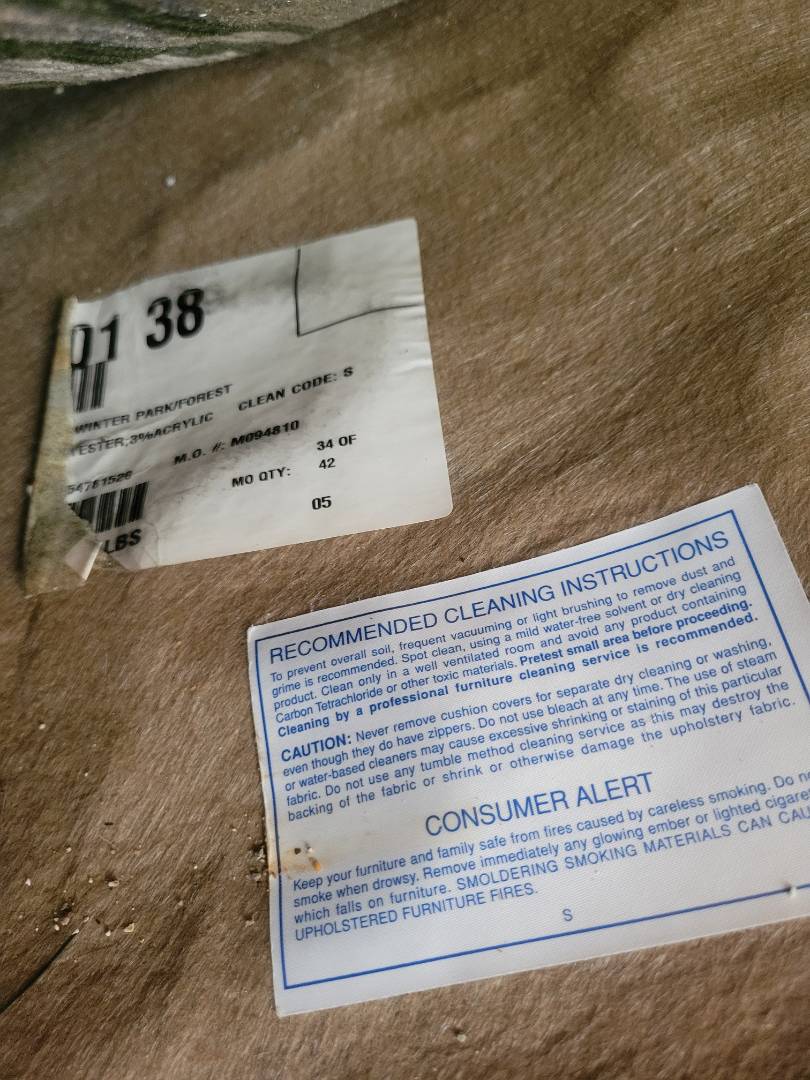 01 38
WINTER PARK/FOREST
CLEAN CODE: S
ESTER,3%ACRYLIC
M.O. #: M094810
34 OF
54781526
MO QTY: 42
05
LBS
RECOMMENDED CLEANING INSTRUCTIONS
To prevent overall soil, frequent vacuuming or light brushing to remove dust and
grime is recommended. Spot clean, using a mild water-free solvent or dry cleaning
product. Clean only in a well ventilated room and avoid any product containing
Carbon Tetrachloride or other toxic materials. Pretest small area before proceeding.
Cleaning by a professional furniture cleaning service is recommended.
CAUTION: Never remove cushion covers for separate dry cleaning or washing,
even though they do have zippers. Do not use bleach at any time. The use of steam
or water-based cleaners may cause excessive shrinking or staining of this particular
fabric. Do not use any tumble method cleaning service as this may destroy the
backing of the fabric or shrink or otherwise damage the upholstery fabric.
CONSUMER ALERT
Keep your furniture and family safe from fires caused by careless smoking. Do no
smoke when drowsy. Remove immediately any glowing ember or lighted cigaret
which falls on furniture. SMOLDERING SMOKING MATERIALS CAN CAU
UPHOLSTERED FURNITURE FIRES.
S